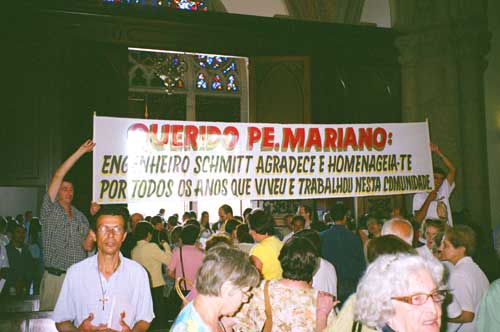 QUERIDO PE. MARIANO:
ENGENHEIRO SCHMITT AGRADECE E HOMENAGEIA-TE
POR TODOS OS ANOS QUE VIVEU E TRABALHOU NESTA COMUNIDADE.